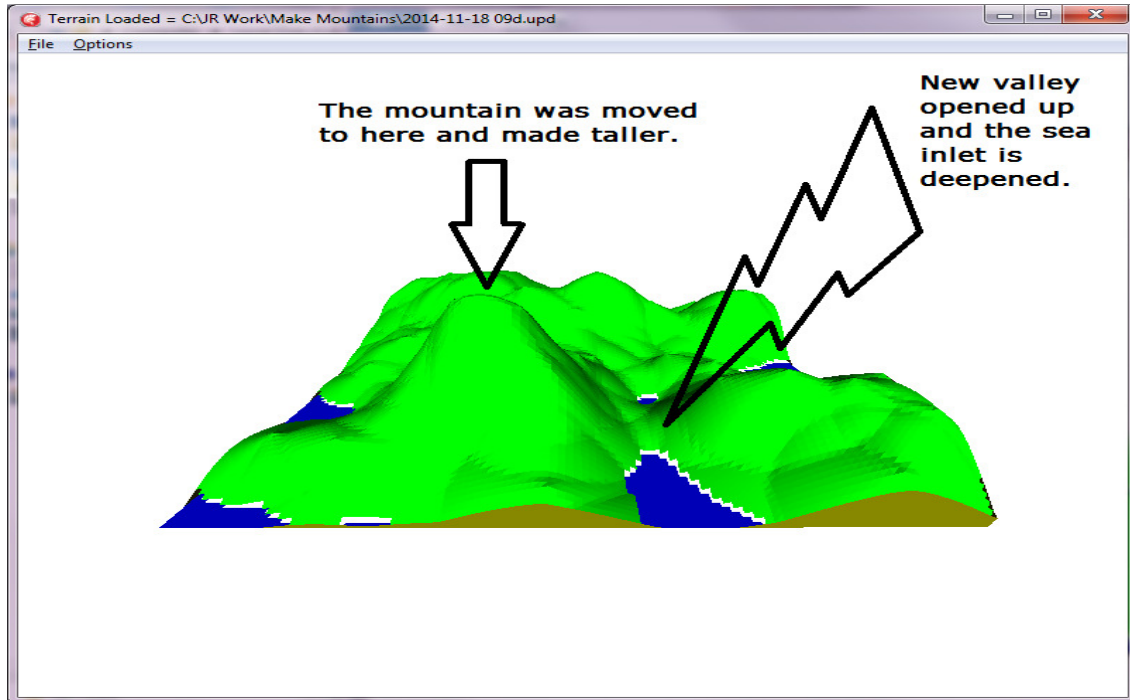 Terrain Loaded = C:\JR Work\Make Mountains\2014-11-18 09d.upd
File Options
The mountain was moved
to here and made taller.
New valley
opened up
and the sea
inlet is
deepened.